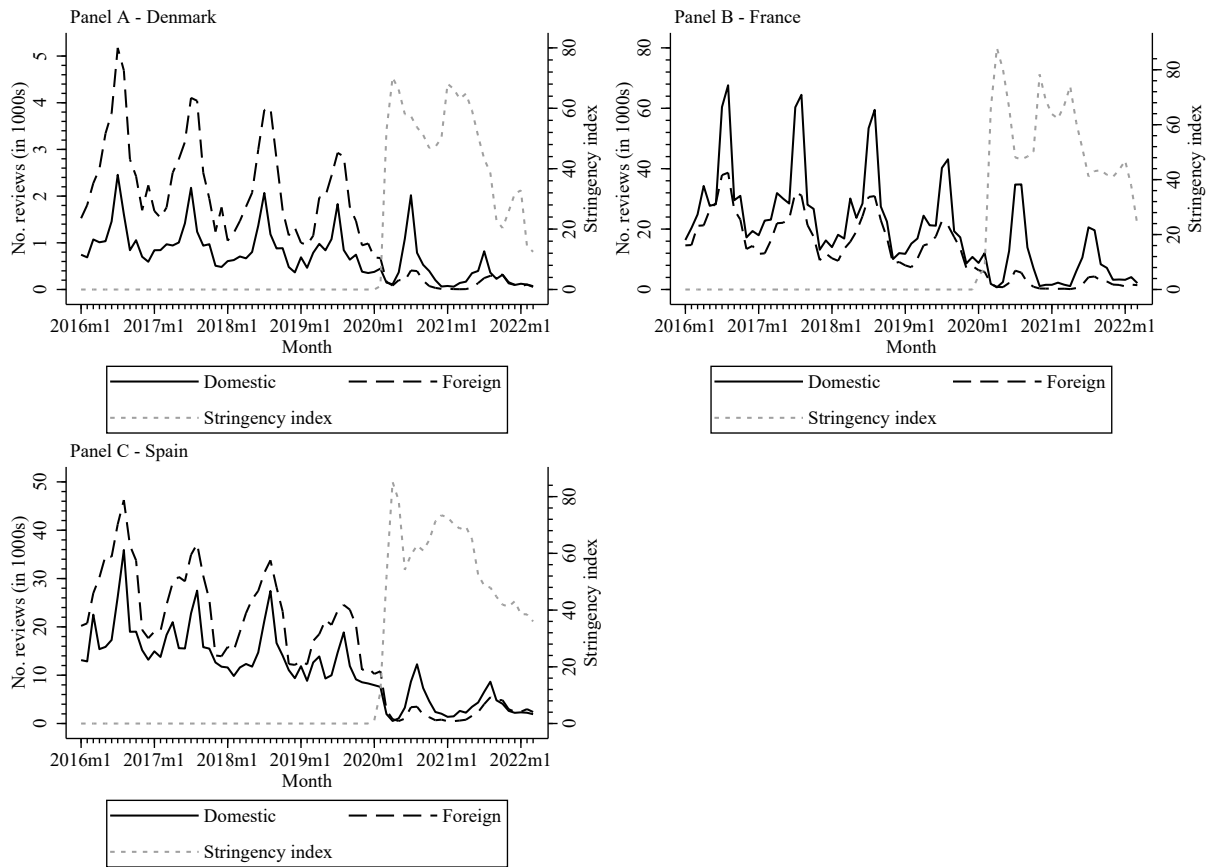 Panel A - Denmark
No. reviews (in 1000s)
0 1 2 3 4 5
Stringency index
0 20 40 60 80
2016m1 2017m1 2018m1 2019m1 2020m1 2021m1 2022m1
Month
Domestic Foreign
Stringency index
Panel B - France
No. reviews (in 1000s)
0 20 40 60 80
Stringency index
0 20 40 60 80
2016m1 2017m1 2018m1 2019m1 2020m1 2021m1 2022m1
Month
Domestic Foreign
Stringency index
Panel C - Spain
No. reviews (in 1000s)
0 10 20 30 40 50
Stringency index
0 20 40 60 80
2016m1 2017m1 2018m1 2019m1 2020m1 2021m1 2022m1
Month
Domestic Foreign
Stringency index